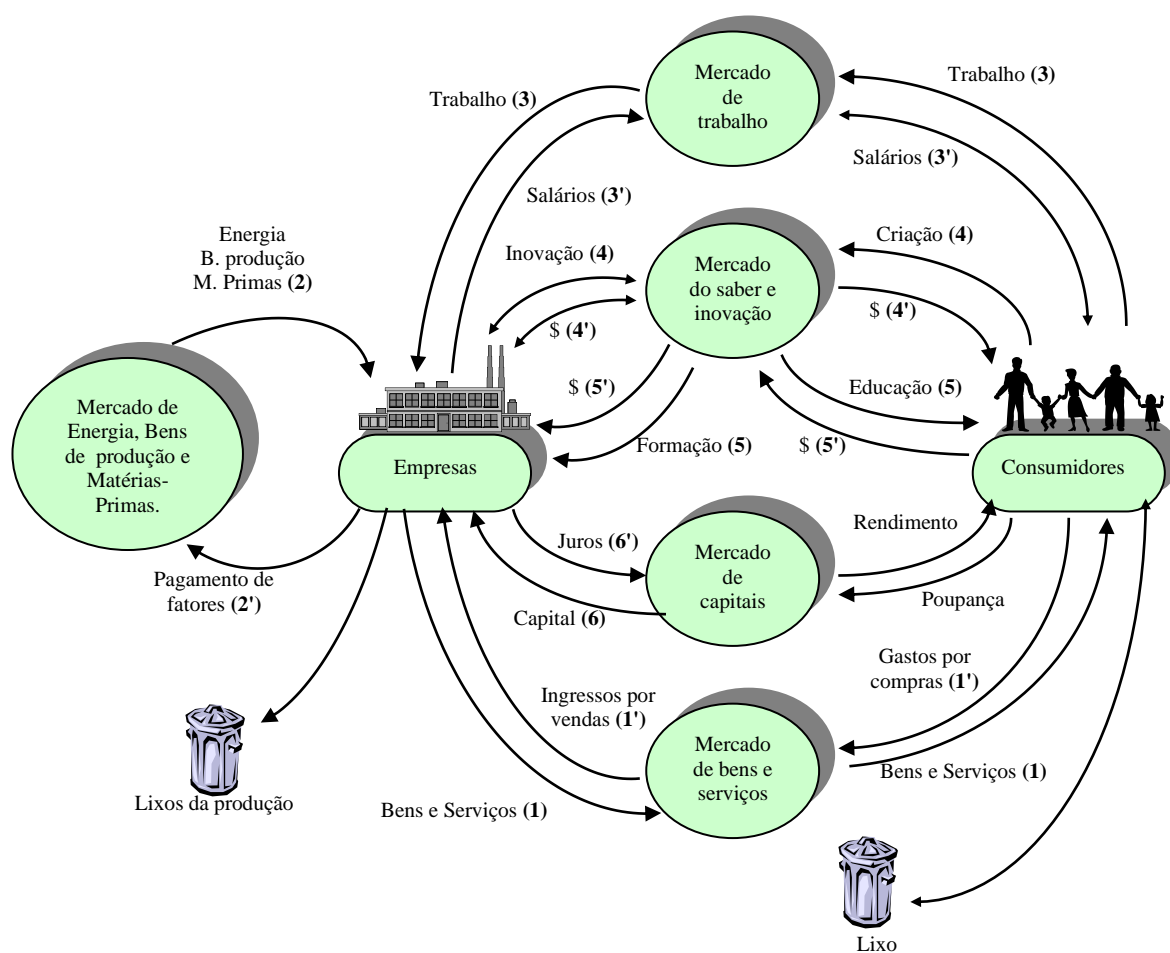 Mercado
de
trabalho
Trabalho (3)
Trabalho (3)
Salários (3')
Salários (3')
Energia
B. produção
M. Primas (2)
Inovação (4)
Mercado
do saber e
inovação
Criação (4)
$ (4')
$ (4')
$ (5')
Educação (5)
Formação (5)
$ (5')
Mercado de
Energia, Bens
de produção e
Matérias-
Primas.
Empresas
Consumidores
Pagamento de
fatores (2')
Juros (6')
Capital (6)
Mercado
de
capitais
Rendimento
Poupança
Ingressos por
vendas (1')
Gastos por
compras (1')
Mercado
de bens e
serviços
Bens e Serviços (1)
Bens e Serviços (1)
Lixos da produção
Lixo